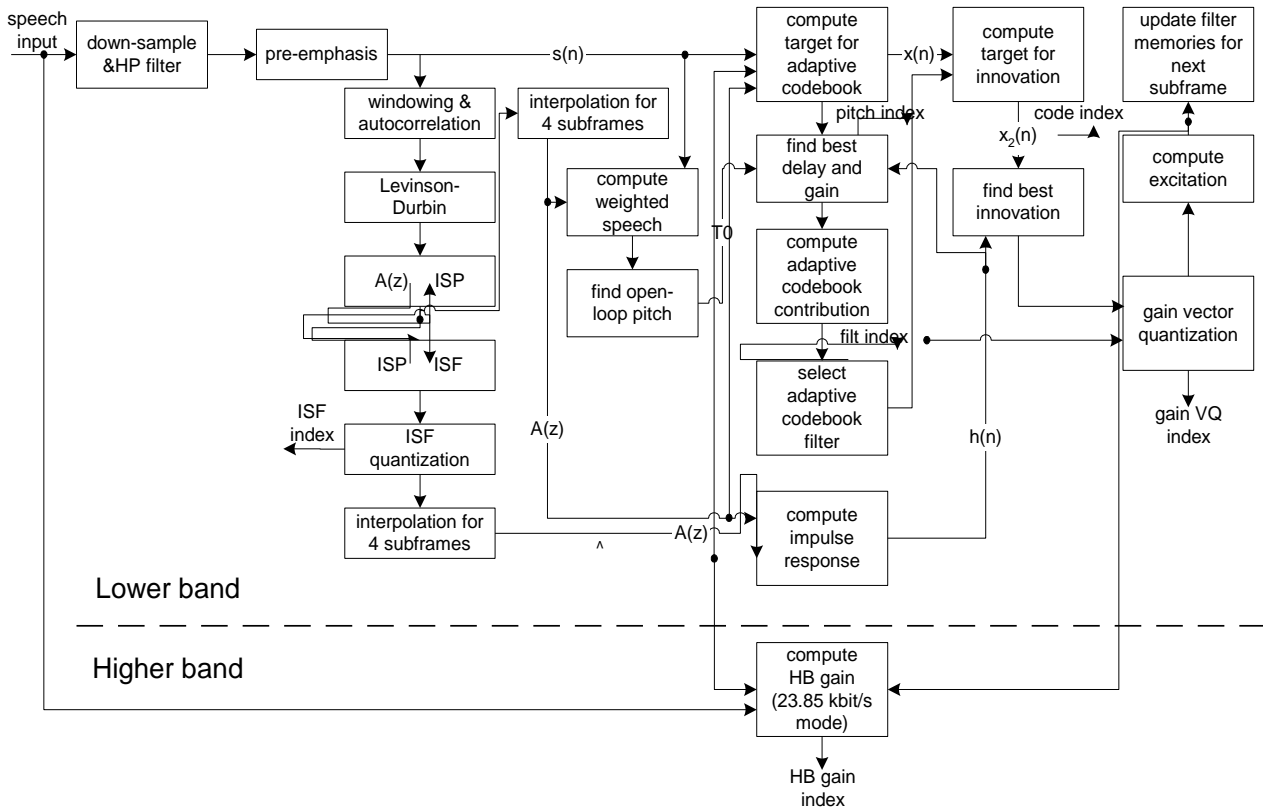 speech
input
down-sample
&HP filter
pre-emphasis
s(n)
windowing &
autocorrelation
Levinson-
Durbin
A(z)
ISP
ISP
ISF
ISF
index
ISF
quantization
interpolation for
4 subframes
interpolation for
4 subframes
compute
weighted
speech
find open-
loop pitch
A(z)
^
A(z)
T0
compute
target for
adaptive
codebook
pitch index
find best
delay and
gain
compute
adaptive
codebook
contribution
filt index
select
adaptive
codebook
filter
compute
impulse
response
x(n)
compute
target for
innovation
x2(n)
code index
find best
innovation
h(n)
update filter
memories for
next
subframe
compute
excitation
gain vector
quantization
gain VQ
index
Lower band
Higher band
compute
HB gain
(23.85 kbit/s
mode)
HB gain
index